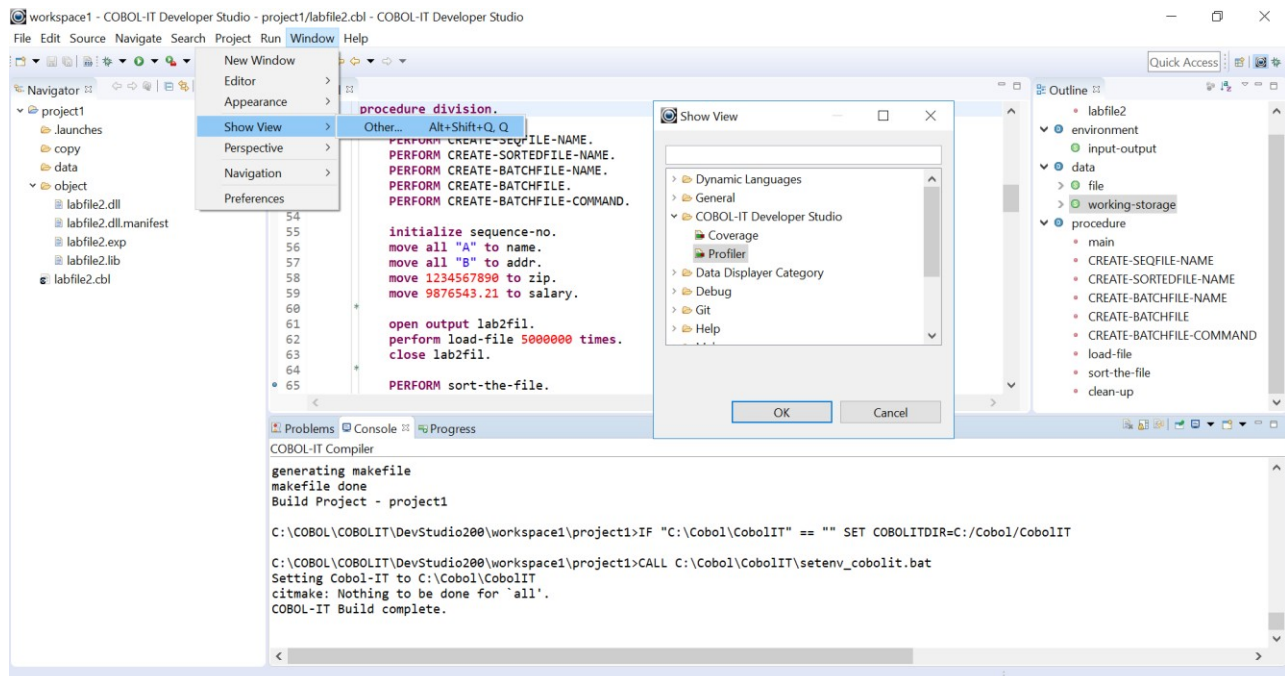 workspace1 - COBOL-IT Developer Studio - project1/labfile2.cbl - COBOL-IT Developer Studio
File Edit Source Navigate Search Project Run Window Help
Quick Access
Navigator
project1
.launches
copy
data
object
labfile2.dll
labfile2.dll.manifest
labfile2.exp
labfile2.lib
labfile2.cbl
New Window
Editor
Appearance
Show View
Perspective
Navigation
Preferences
Other... Alt+Shift+Q, Q
procedure division.
PERFORM CREATE-SEQFILE-NAME.
PERFORM CREATE-SORTEDFILE-NAME.
PERFORM CREATE-BATCHFILE-NAME.
PERFORM CREATE-BATCHFILE.
PERFORM CREATE-BATCHFILE-COMMAND.
54
55 initialize sequence-no.
56 move all "A" to name.
57 move all "B" to addr.
58 move 1234567890 to zip.
59 move 9876543.21 to salary.
60 *
61 open output lab2fil.
62 perform load-file 5000000 times.
63 close lab2fil.
64 *
65 PERFORM sort-the-file.
Show View
Dynamic Languages
General
COBOL-IT Developer Studio
Coverage
Profiler
Data Displayer Category
Debug
Git
Help
OK Cancel
Outline
labfile2
environment
input-output
data
file
working-storage
procedure
main
CREATE-SEQFILE-NAME
CREATE-SORTEDFILE-NAME
CREATE-BATCHFILE-NAME
CREATE-BATCHFILE
CREATE-BATCHFILE-COMMAND
load-file
sort-the-file
clean-up
Problems Console Progress
COBOL-IT Compiler
generating makefile
makefile done
Build Project - project1
C:\COBOL\COBOLIT\DevStudio200\workspace1\project1>IF "C:\Cobol\CobolIT" == "" SET COBOLITDIR=C:/Cobol/CobolIT
C:\COBOL\COBOLIT\DevStudio200\workspace1\project1>CALL C:\Cobol\CobolIT\setenv_cobolit.bat
Setting Cobol-IT to C:\Cobol\CobolIT
citmake: Nothing to be done for `all'.
COBOL-IT Build complete.